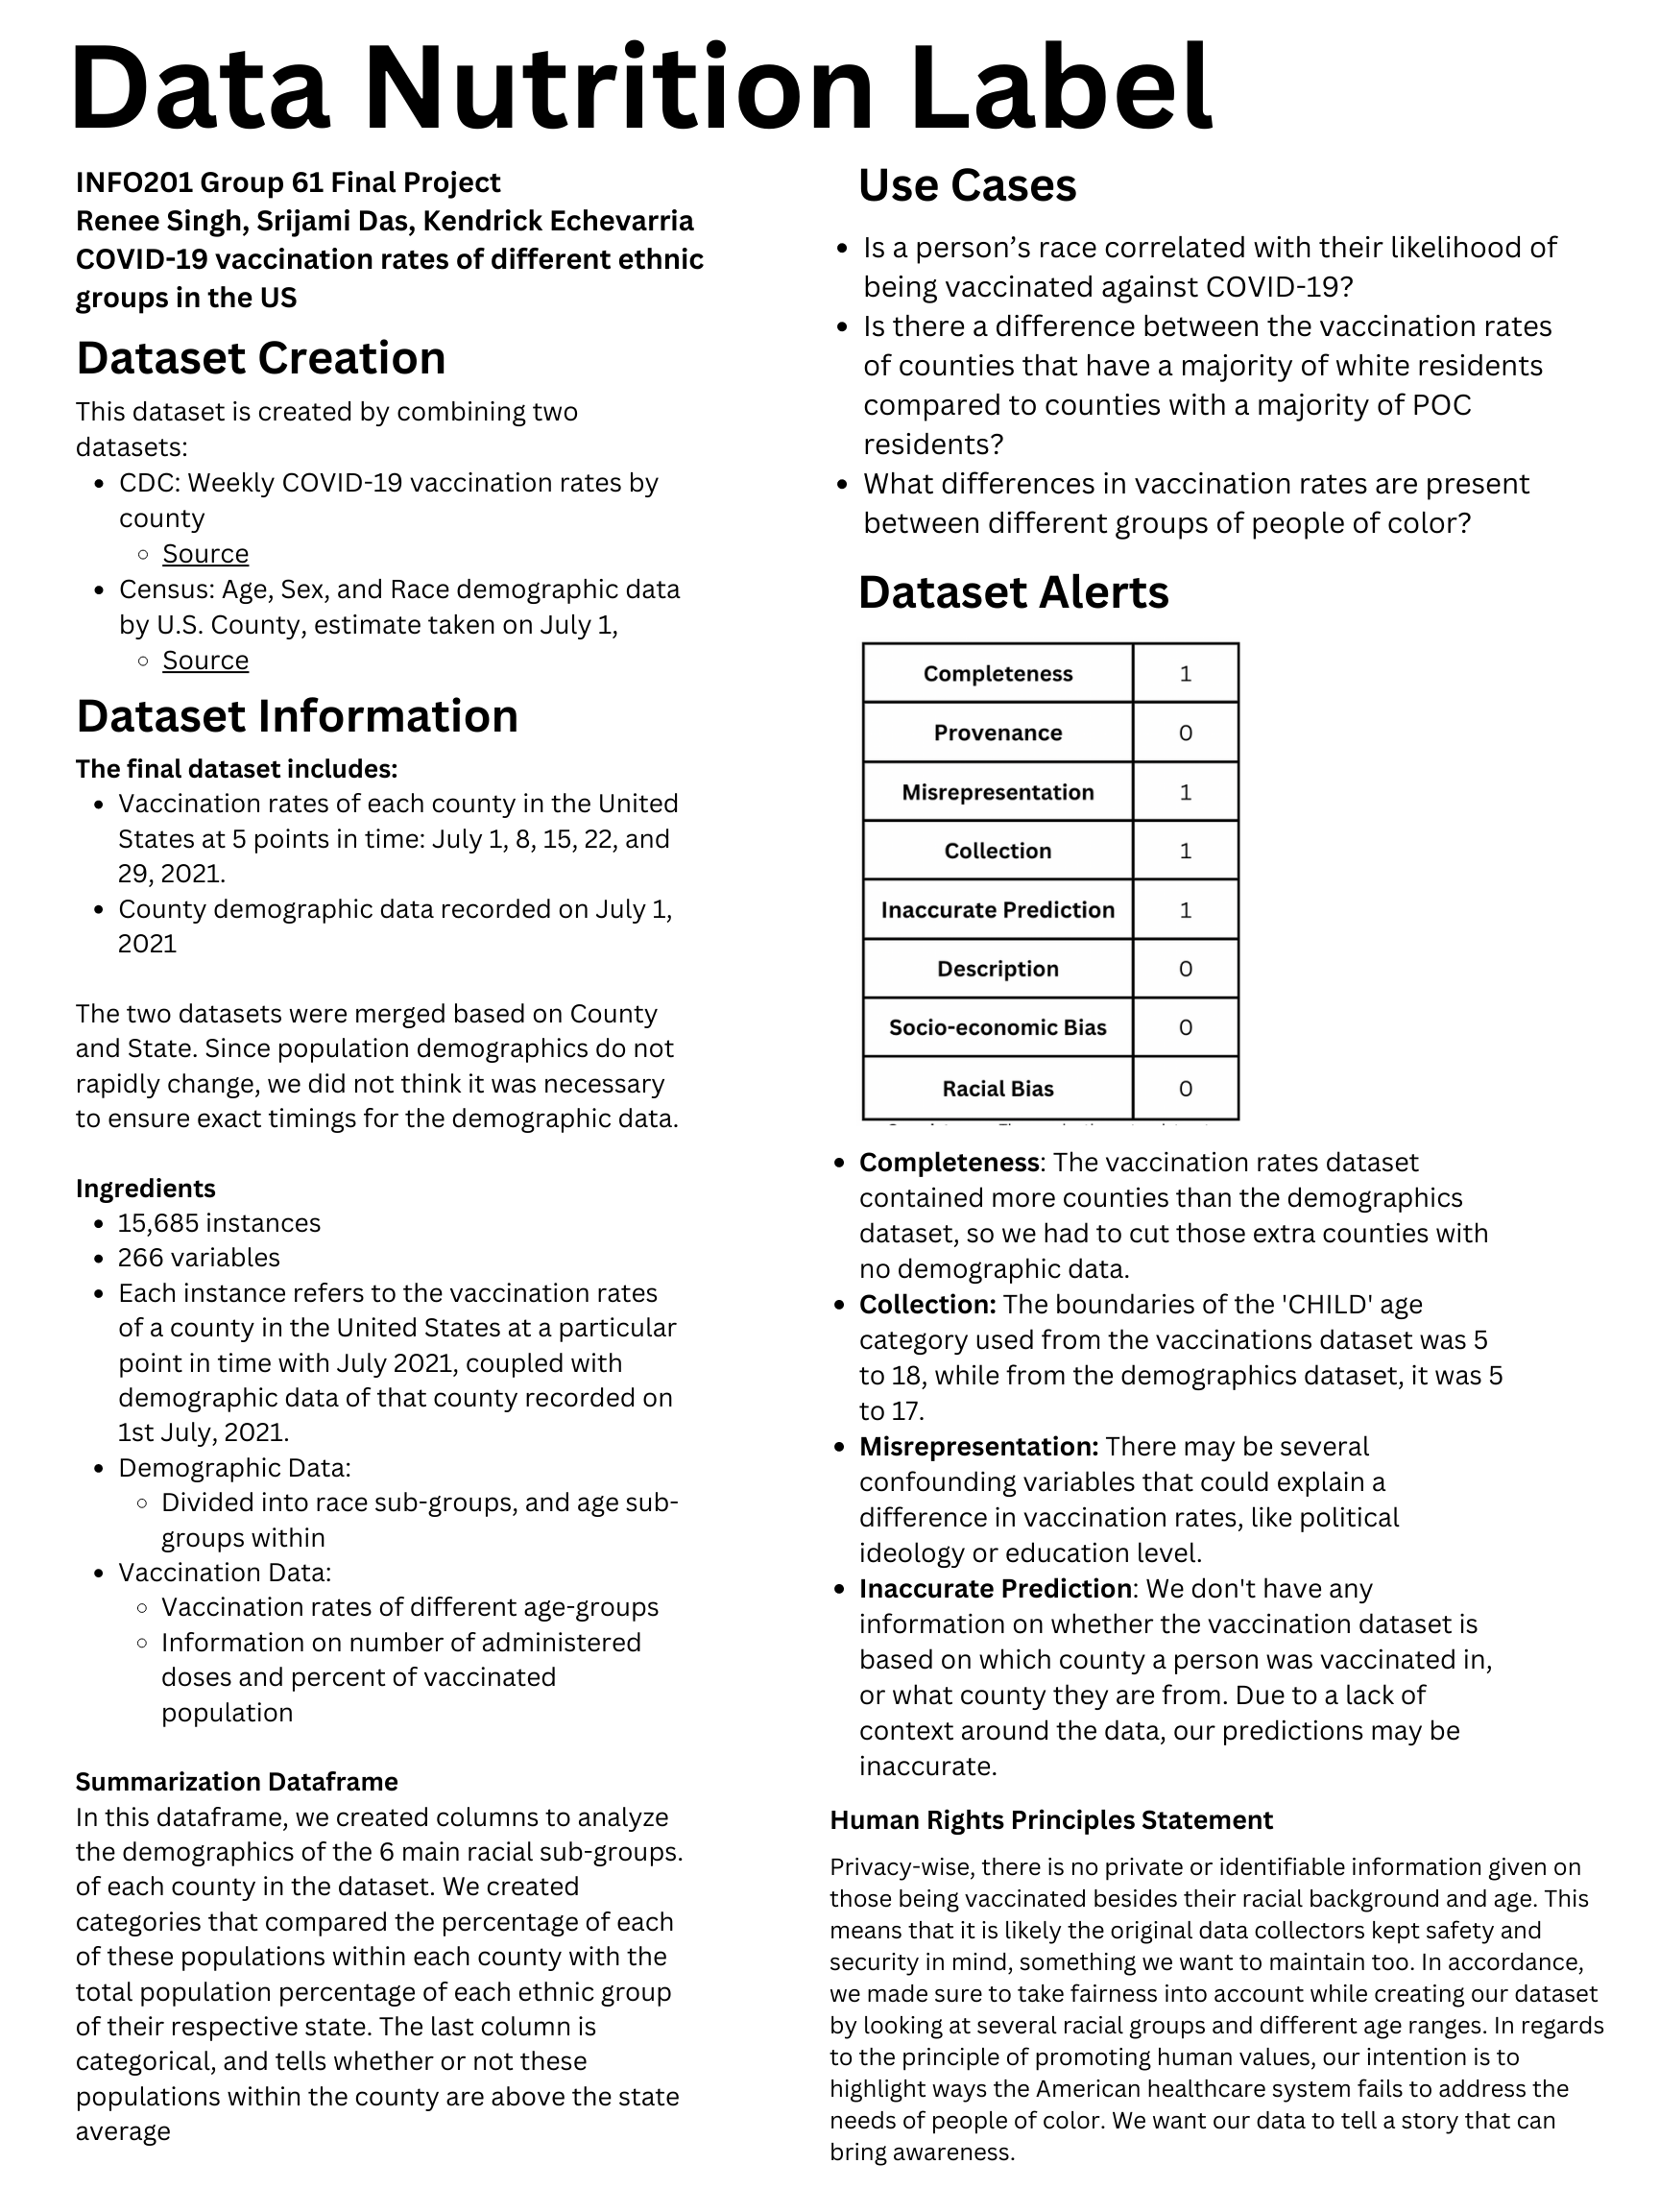 Data Nutrition Label
INFO201 Group 61 Final Project
Renee Singh, Srijami Das, Kendrick Echevarria
COVID-19 vaccination rates of different ethnic
groups in the US
Dataset Creation
This dataset is created by combining two
datasets:
• CDC: Weekly COVID-19 vaccination rates by
county
◦ Source
• Census: Age, Sex, and Race demographic data
by U.S. County, estimate taken on July 1,
◦ Source
Dataset Information
The final dataset includes:
• Vaccination rates of each county in the United
States at 5 points in time: July 1, 8, 15, 22, and
29, 2021.
• County demographic data recorded on July 1,
2021
The two datasets were merged based on County
and State. Since population demographics do not
rapidly change, we did not think it was necessary
to ensure exact timings for the demographic data.
Ingredients
• 15,685 instances
• 266 variables
• Each instance refers to the vaccination rates
of a county in the United States at a particular
point in time with July 2021, coupled with
demographic data of that county recorded on
1st July, 2021.
• Demographic Data:
◦ Divided into race sub-groups, and age sub-
groups within
• Vaccination Data:
◦ Vaccination rates of different age-groups
◦ Information on number of administered
doses and percent of vaccinated
population
Summarization Dataframe
In this dataframe, we created columns to analyze
the demographics of the 6 main racial sub-groups.
of each county in the dataset. We created
categories that compared the percentage of each
of these populations within each county with the
total population percentage of each ethnic group
of their respective state. The last column is
categorical, and tells whether or not these
populations within the county are above the state
average
Use Cases
• Is a person’s race correlated with their likelihood of
being vaccinated against COVID-19?
• Is there a difference between the vaccination rates
of counties that have a majority of white residents
compared to counties with a majority of POC
residents?
• What differences in vaccination rates are present
between different groups of people of color?
Dataset Alerts
Completeness 1
Provenance 0
Misrepresentation 1
Collection 1
Inaccurate Prediction 1
Description 0
Socio-economic Bias 0
Racial Bias 0
• Completeness: The vaccination rates dataset
contained more counties than the demographics
dataset, so we had to cut those extra counties with
no demographic data.
• Collection: The boundaries of the 'CHILD' age
category used from the vaccinations dataset was 5
to 18, while from the demographics dataset, it was 5
to 17.
• Misrepresentation: There may be several
confounding variables that could explain a
difference in vaccination rates, like political
ideology or education level.
• Inaccurate Prediction: We don't have any
information on whether the vaccination dataset is
based on which county a person was vaccinated in,
or what county they are from. Due to a lack of
context around the data, our predictions may be
inaccurate.
Human Rights Principles Statement
Privacy-wise, there is no private or identifiable information given on
those being vaccinated besides their racial background and age. This
means that it is likely the original data collectors kept safety and
security in mind, something we want to maintain too. In accordance,
we made sure to take fairness into account while creating our dataset
by looking at several racial groups and different age ranges. In regards
to the principle of promoting human values, our intention is to
highlight ways the American healthcare system fails to address the
needs of people of color. We want our data to tell a story that can
bring awareness.